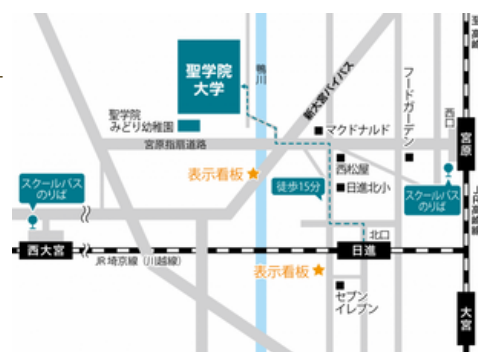 至 高崎
聖学院
大学
鴨川
新大宮バイパス
フードガーデン
西口
宮原
聖学院
みどり幼稚園
マクドナルド
宮原指扇道路
西松屋
表示看板
スクールバス
のりば
徒歩15分
日進北小
スクールバス
のりば
JR高崎線
北口
西大宮
日進
JR埼京線（川越線）
表示看板
セブン
イレブン
大宮